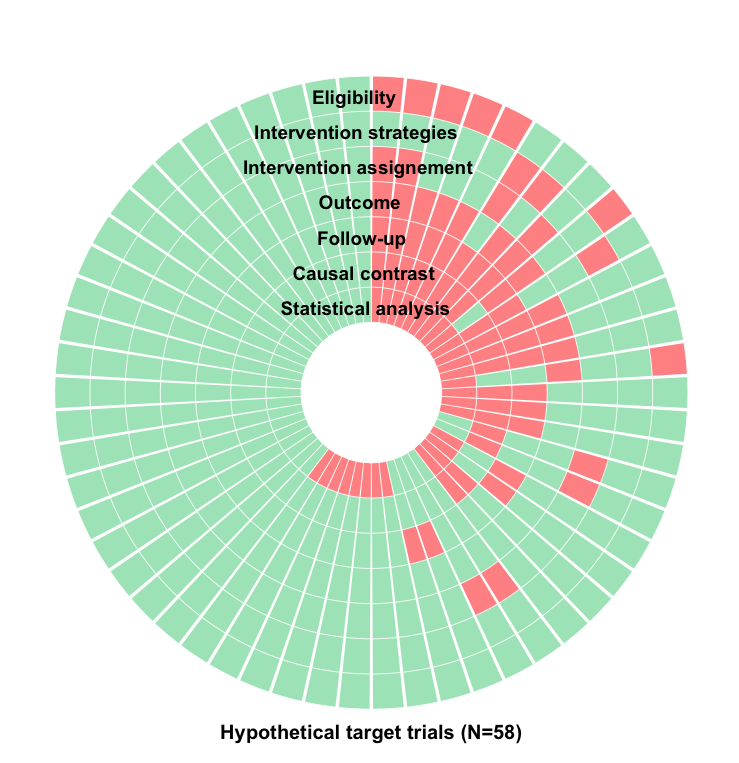 Eligibility
Intervention strategies
Intervention assignement
Outcome
Follow-up
Causal contrast
Statistical analysis
Hypothetical target trials (N=58)